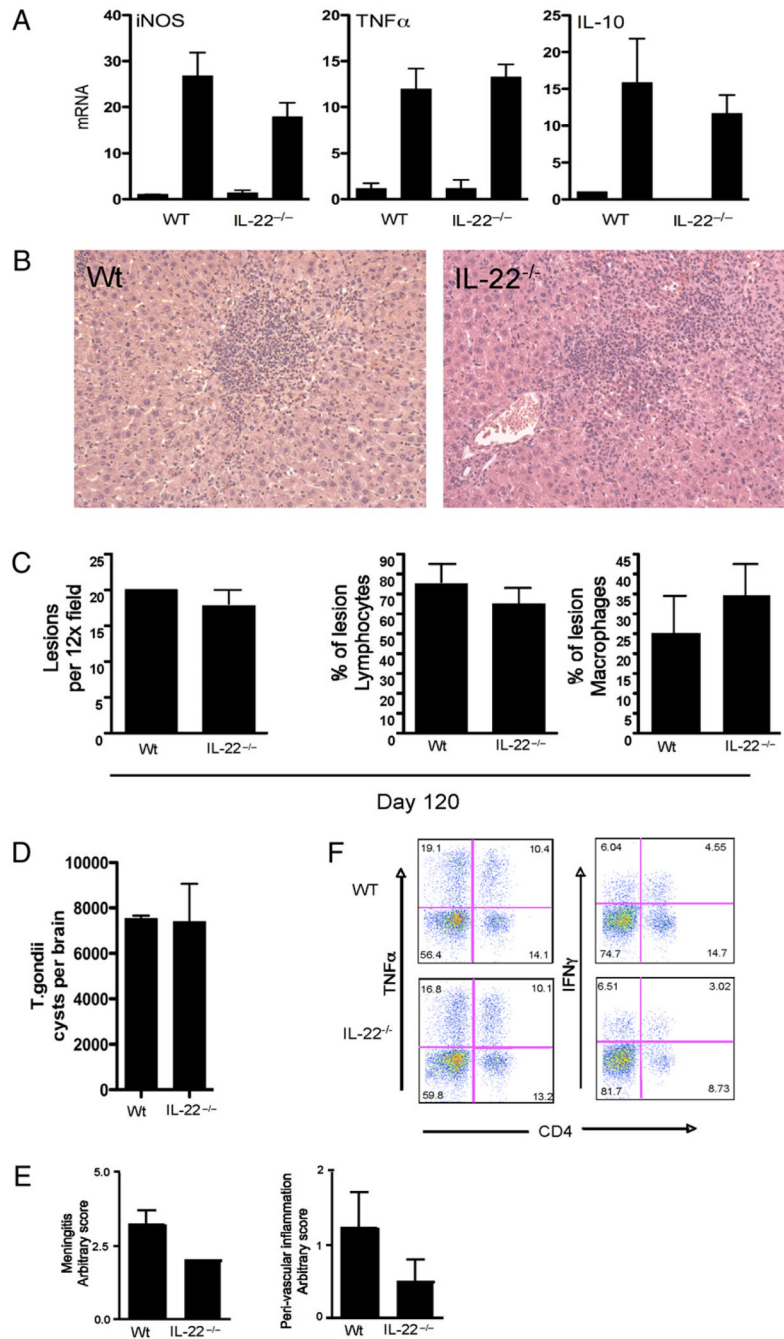 A
iNOS
TNFα
IL-10
mRNA
40
30
20
10
0
20
15
10
5
0
25
20
15
10
5
0
WT IL-22⁻/⁻
WT IL-22⁻/⁻
WT IL-22⁻/⁻
B
Wt
IL-22⁻/⁻
C
Lesions
per 12x field
25
20
15
10
5
0
Wt IL-22⁻/⁻
% of lesion
Lymphocytes
90
80
70
60
50
40
30
20
10
0
Wt IL-22⁻/⁻
% of lesion
Macrophages
45
40
35
25
25
20
15
10
5
0
Wt IL-22⁻/⁻
Day 120
D
T.gondii
cysts per brain
10000
8000
6000
4000
2000
0
Wt IL-22⁻/⁻
F
WT
IL-22⁻/⁻
TNFα
IFNγ
19.1 10.4
56.4 14.1
6.04 4.55
74.7 14.7
16.8 10.1
59.8 13.2
6.51 3.02
81.7 8.73
CD4
E
Meningitis
Arbitrary score
5.0
2.5
0.0
Wt IL-22⁻/⁻
Peri-vascular inflammation
Arbitrary score
2
1
0
Wt IL-22⁻/⁻